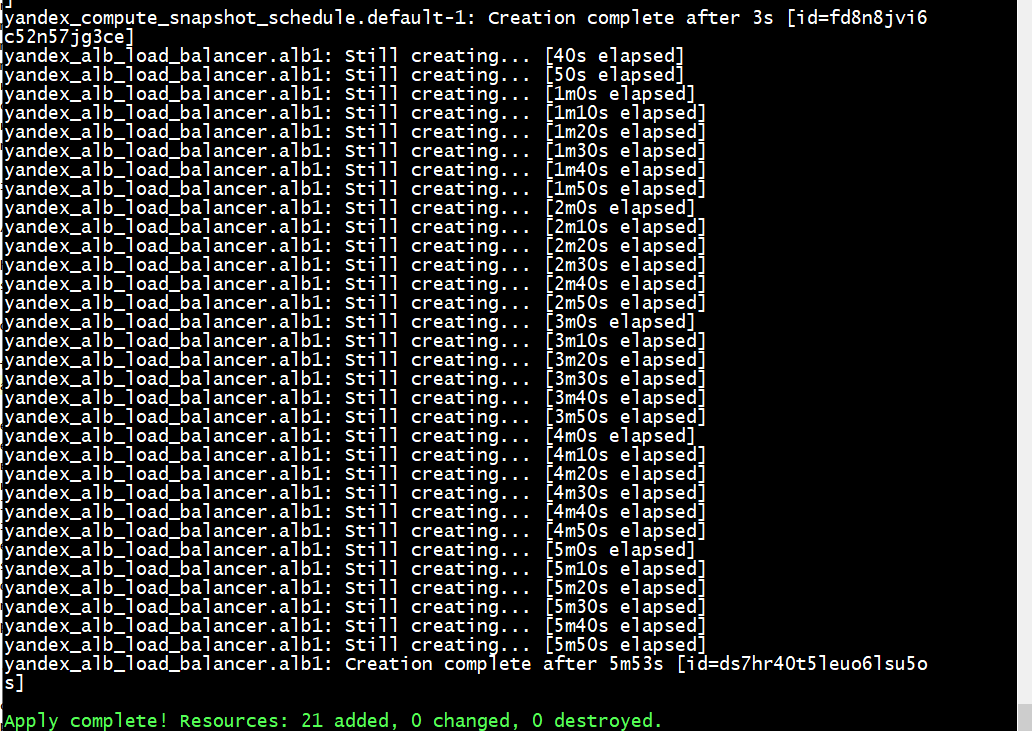 ]
yandex_compute_snapshot_schedule.default-1: Creation complete after 3s [id=fd8n8jvi6
c52n57jg3ce]
yandex_alb_load_balancer.alb1: Still creating... [40s elapsed]
yandex_alb_load_balancer.alb1: Still creating... [50s elapsed]
yandex_alb_load_balancer.alb1: Still creating... [1m0s elapsed]
yandex_alb_load_balancer.alb1: Still creating... [1m10s elapsed]
yandex_alb_load_balancer.alb1: Still creating... [1m20s elapsed]
yandex_alb_load_balancer.alb1: Still creating... [1m30s elapsed]
yandex_alb_load_balancer.alb1: Still creating... [1m40s elapsed]
yandex_alb_load_balancer.alb1: Still creating... [1m50s elapsed]
yandex_alb_load_balancer.alb1: Still creating... [2m0s elapsed]
yandex_alb_load_balancer.alb1: Still creating... [2m10s elapsed]
yandex_alb_load_balancer.alb1: Still creating... [2m20s elapsed]
yandex_alb_load_balancer.alb1: Still creating... [2m30s elapsed]
yandex_alb_load_balancer.alb1: Still creating... [2m40s elapsed]
yandex_alb_load_balancer.alb1: Still creating... [2m50s elapsed]
yandex_alb_load_balancer.alb1: Still creating... [3m0s elapsed]
yandex_alb_load_balancer.alb1: Still creating... [3m10s elapsed]
yandex_alb_load_balancer.alb1: Still creating... [3m20s elapsed]
yandex_alb_load_balancer.alb1: Still creating... [3m30s elapsed]
yandex_alb_load_balancer.alb1: Still creating... [3m40s elapsed]
yandex_alb_load_balancer.alb1: Still creating... [3m50s elapsed]
yandex_alb_load_balancer.alb1: Still creating... [4m0s elapsed]
yandex_alb_load_balancer.alb1: Still creating... [4m10s elapsed]
yandex_alb_load_balancer.alb1: Still creating... [4m20s elapsed]
yandex_alb_load_balancer.alb1: Still creating... [4m30s elapsed]
yandex_alb_load_balancer.alb1: Still creating... [4m40s elapsed]
yandex_alb_load_balancer.alb1: Still creating... [4m50s elapsed]
yandex_alb_load_balancer.alb1: Still creating... [5m0s elapsed]
yandex_alb_load_balancer.alb1: Still creating... [5m10s elapsed]
yandex_alb_load_balancer.alb1: Still creating... [5m20s elapsed]
yandex_alb_load_balancer.alb1: Still creating... [5m30s elapsed]
yandex_alb_load_balancer.alb1: Still creating... [5m40s elapsed]
yandex_alb_load_balancer.alb1: Still creating... [5m50s elapsed]
yandex_alb_load_balancer.alb1: Creation complete after 5m53s [id=ds7hr40t5leuo6lsu5o
s]
Apply complete! Resources: 21 added, 0 changed, 0 destroyed.